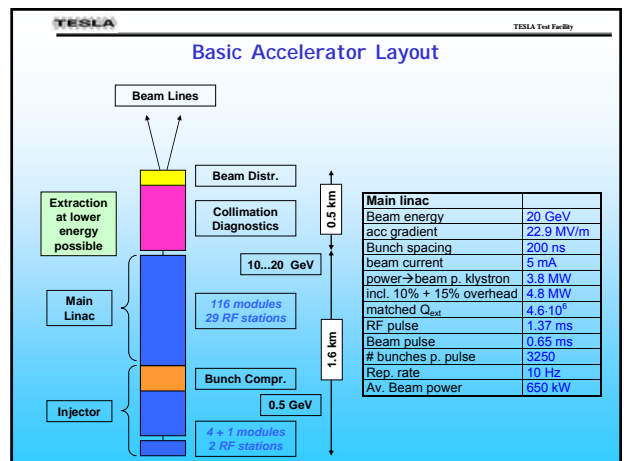 TESLA
TESLA Test Facility
Basic Accelerator Layout
Beam Lines
Beam Distr.
Extraction
at lower
energy
possible
Collimation
Diagnostics
0.5 km
10...20 GeV
Main
Linac
116 modules
29 RF stations
1.6 km
Bunch Compr.
0.5 GeV
Injector
4 + 1 modules
2 RF stations
Main linac
Beam energy 20 GeV
acc gradient 22.9 MV/m
Bunch spacing 200 ns
beam current 5 mA
power→beam p. klystron 3.8 MW
incl. 10% + 15% overhead 4.8 MW
matched Qext 4.6·10⁶
RF pulse 1.37 ms
Beam pulse 0.65 ms
# bunches p. pulse 3250
Rep. rate 10 Hz
Av. Beam power 650 kW